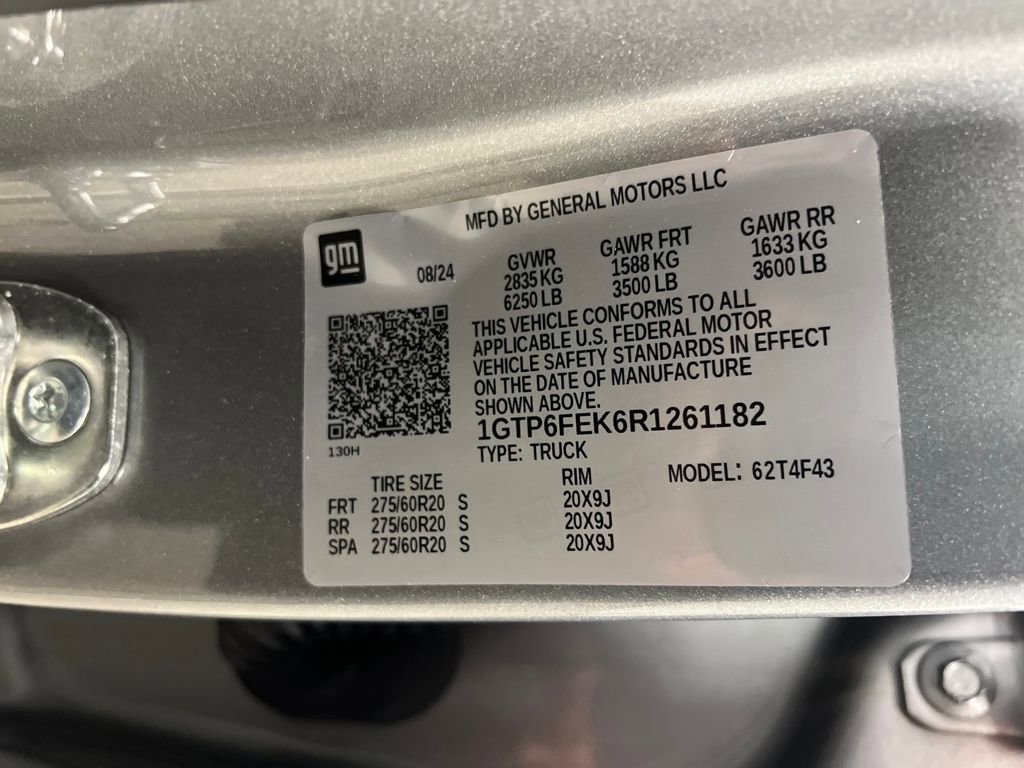 MFD BY GENERAL MOTORS LLC
gm
08/24
GVWR GAWR FRT GAWR RR
2835 KG 1588 KG 1633 KG
6250 LB 3500 LB 3600 LB
THIS VEHICLE CONFORMS TO ALL
APPLICABLE U.S. FEDERAL MOTOR
VEHICLE SAFETY STANDARDS IN EFFECT
ON THE DATE OF MANUFACTURE
SHOWN ABOVE.
1GTP6FEK6R1261182
130H
TYPE: TRUCK
MODEL: 62T4F43
TIRE SIZE RIM
FRT 275/60R20 S 20X9J
RR 275/60R20 S 20X9J
SPA 275/60R20 S 20X9J